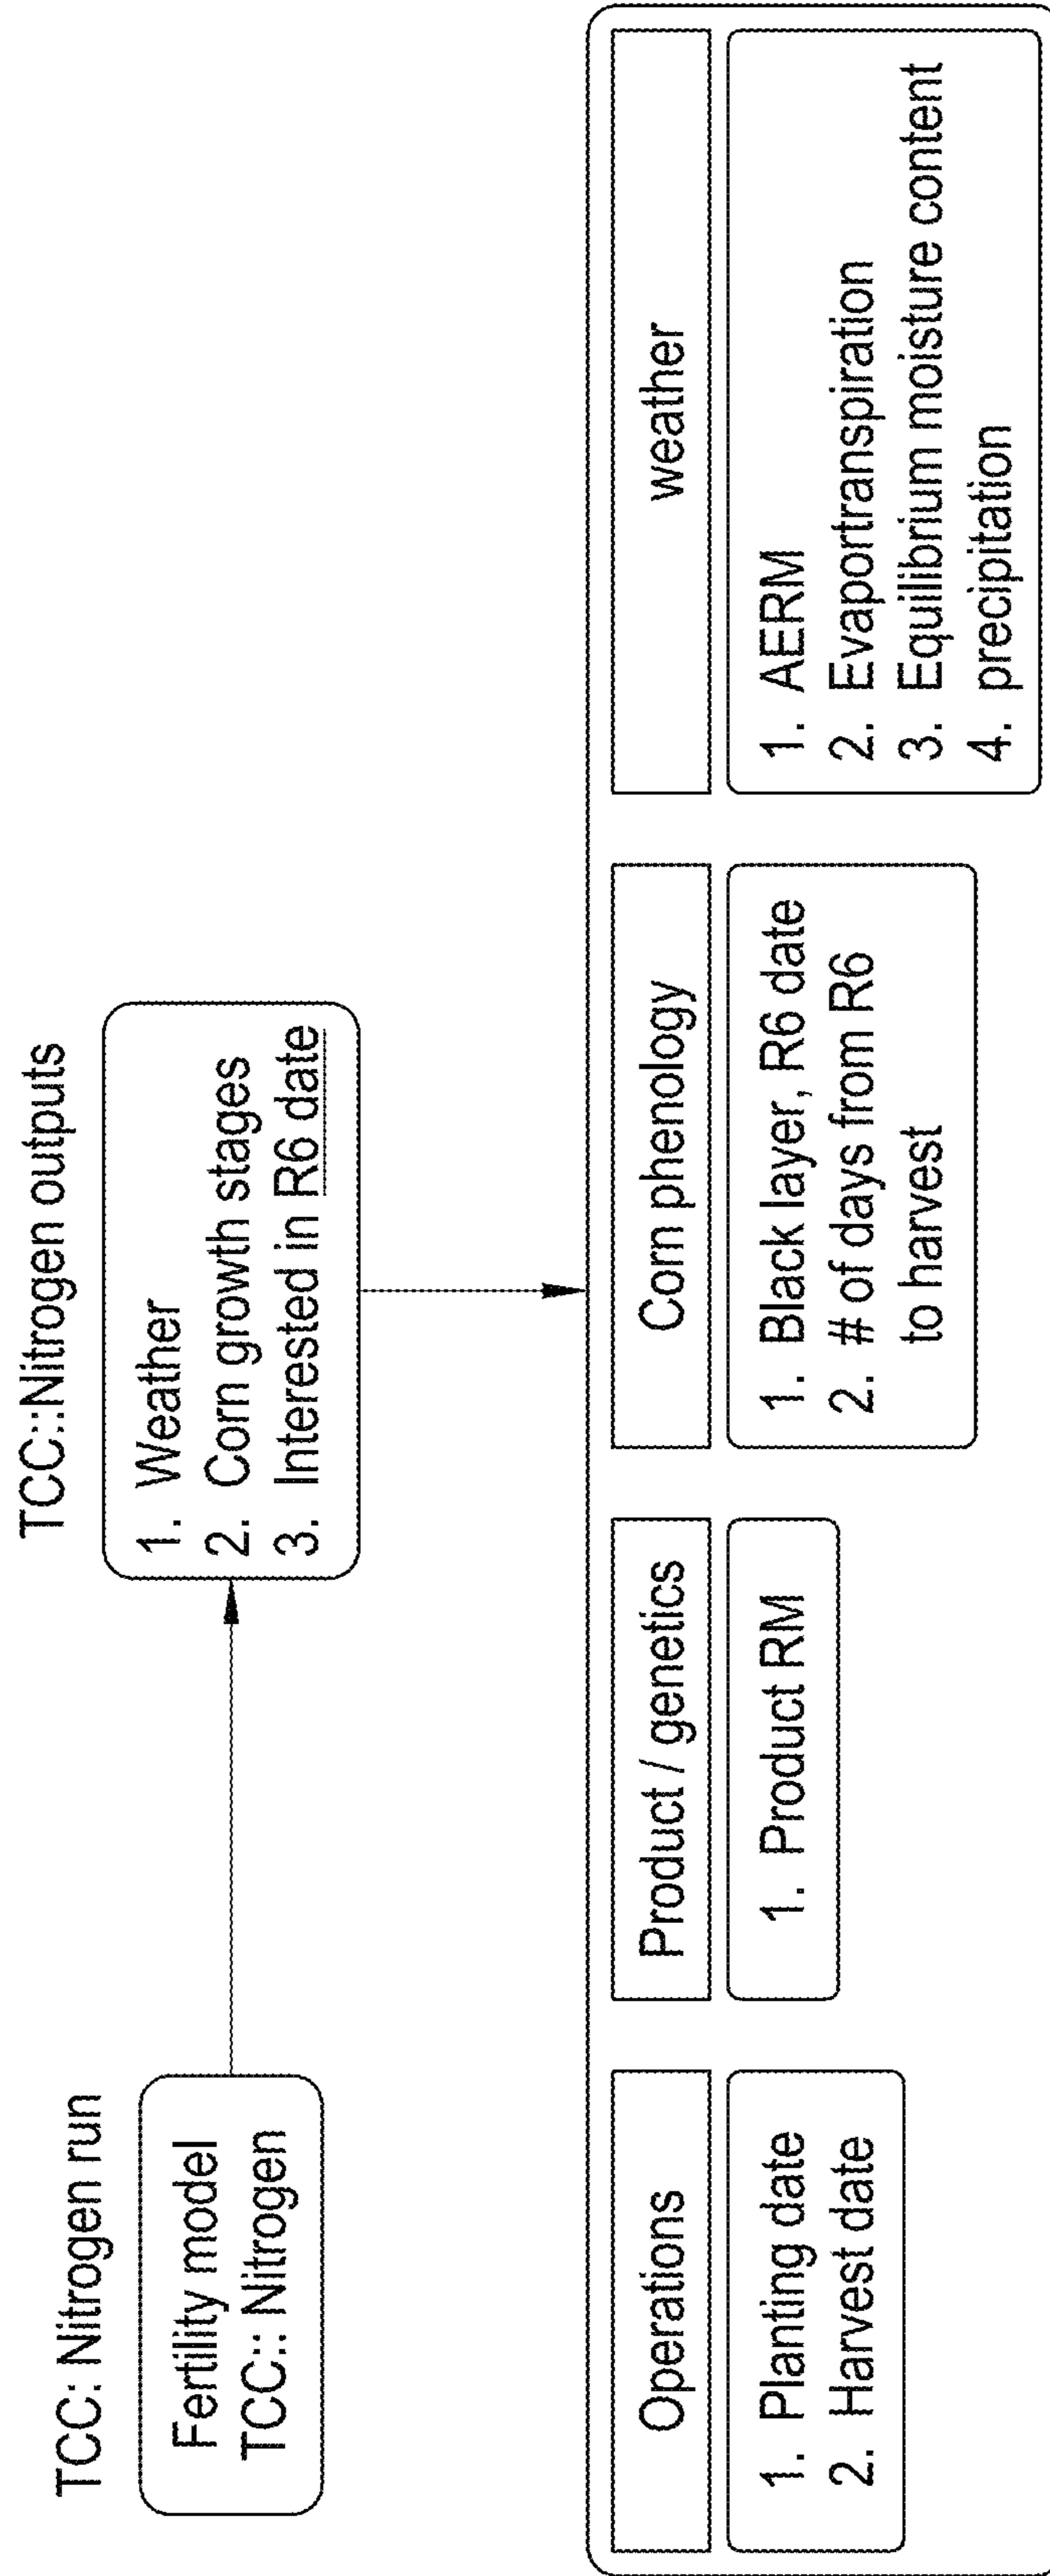 TCC: Nitrogen run
Fertility model
TCC:: Nitrogen
TCC::Nitrogen outputs
1. Weather
2. Corn growth stages
3. Interested in R6 date
Operations
1. Planting date
2. Harvest date
Product / genetics
1. Product RM
Corn phenology
1. Black layer, R6 date
2. # of days from R6
to harvest
weather
1. AERM
2. Evaportranspiration
3. Equilibrium moisture content
4. precipitation